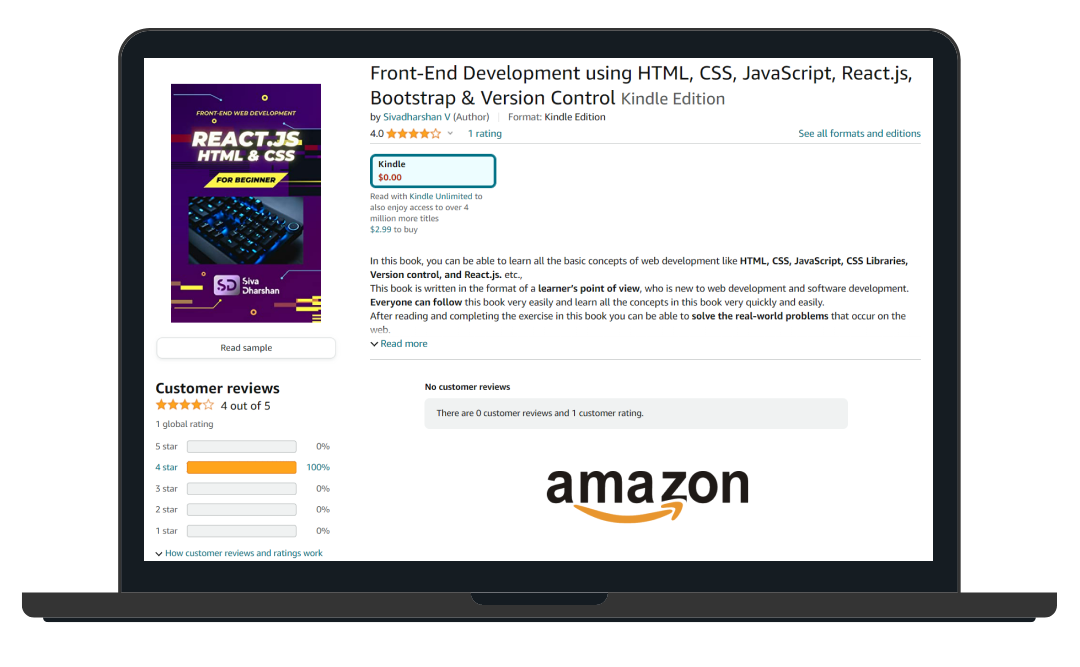 FRONT-END WEB DEVELOPMENT
REACT.JS
HTML & CSS
FOR BEGINNER
SD Siva
Dharshan
Read sample
Front-End Development using HTML, CSS, JavaScript, React.js,
Bootstrap & Version Control Kindle Edition
by Sivadharshan V (Author) Format: Kindle Edition
4.0 1 rating See all formats and editions
Kindle
$0.00
Read with Kindle Unlimited to
also enjoy access to over 4
million more titles
$2.99 to buy
In this book, you can be able to learn all the basic concepts of web development like HTML, CSS, JavaScript, CSS Libraries,
Version control, and React.js. etc.,
This book is written in the format of a learner's point of view, who is new to web development and software development.
Everyone can follow this book very easily and learn all the concepts in this book very quickly and easily.
After reading and completing the exercise in this book you can be able to solve the real-world problems that occur on the
web.
Read more
Customer reviews
4 out of 5
1 global rating
5 star 0%
4 star 100%
3 star 0%
2 star 0%
1 star 0%
How customer reviews and ratings work
No customer reviews
There are 0 customer reviews and 1 customer rating.
amazon